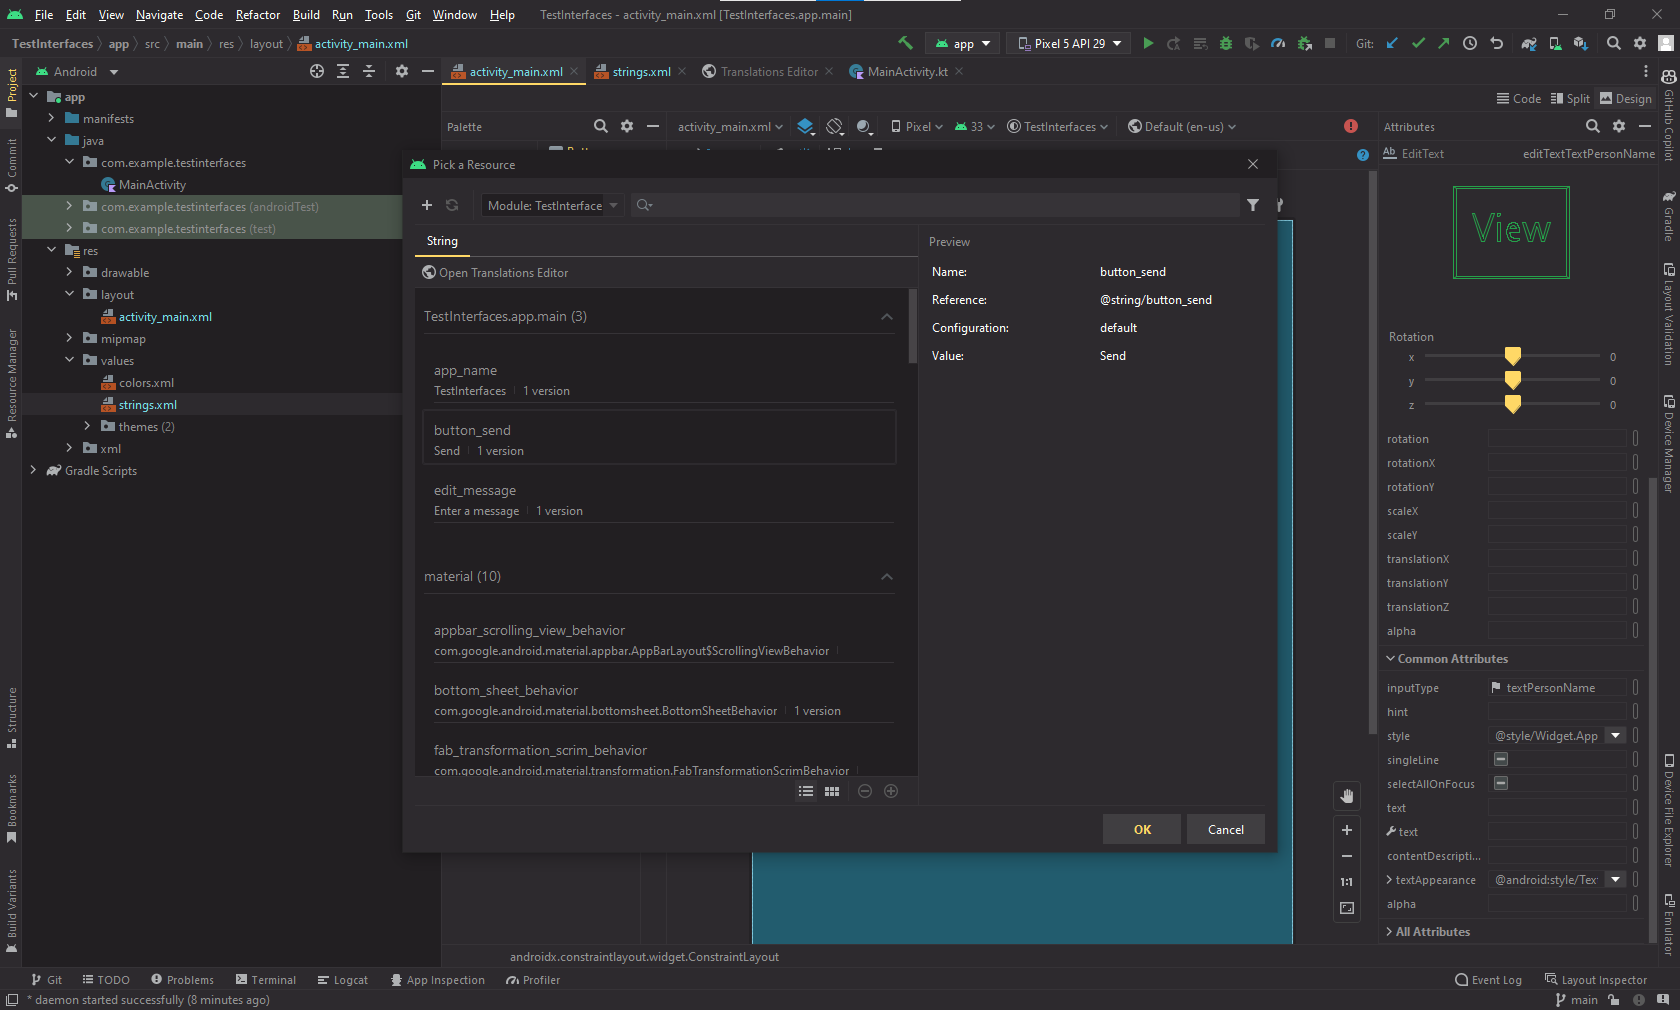 File Edit View Navigate Code Refactor Build Run Tools Git Window Help TestInterfaces - activity_main.xml [TestInterfaces.app.main]
TestInterfaces app src main res layout activity_main.xml app Pixel 5 API 29 Git:
Project
Commit
Pull Requests
Resource Manager
Structure
Bookmarks
Build Variants
Android
app
manifests
java
com.example.testinterfaces
MainActivity
com.example.testinterfaces (androidTest)
com.example.testinterfaces (test)
res
drawable
layout
activity_main.xml
mipmap
values
colors.xml
strings.xml
themes (2)
xml
Gradle Scripts
activity_main.xml strings.xml Translations Editor MainActivity.kt
Code Split Design
Palette activity_main.xml Pixel 33 TestInterfaces Default (en-us)
Pick a Resource
Module: TestInterface
String
Open Translations Editor
TestInterfaces.app.main (3)
app_name
TestInterfaces 1 version
button_send
Send 1 version
edit_message
Enter a message 1 version
material (10)
appbar_scrolling_view_behavior
com.google.android.material.appbar.AppBarLayout$ScrollingViewBehavior
bottom_sheet_behavior
com.google.android.material.bottomsheet.BottomSheetBehavior 1 version
fab_transformation_scrim_behavior
com.google.android.material.transformation.FabTransformationScrimBehavior
Preview
Name: button_send
Reference: @string/button_send
Configuration: default
Value: Send
OK Cancel
1:1
Attributes
Ab EditText editTextTextPersonName
View
Rotation
x 0
y 0
z 0
rotation
rotationX
rotationY
scaleX
scaleY
translationX
translationY
translationZ
alpha
Common Attributes
inputType textPersonName
hint
style @style/Widget.App
singleLine
selectAllOnFocus
text
text
contentDescripti...
textAppearance @android:style/Tex
alpha
All Attributes
GitHub Copilot
Gradle
Layout Validation
Device Manager
Device File Explorer
Emulator
androidx.constraintlayout.widget.ConstraintLayout
Git TODO Problems Terminal Logcat App Inspection Profiler Event Log Layout Inspector
* daemon started successfully (8 minutes ago) main